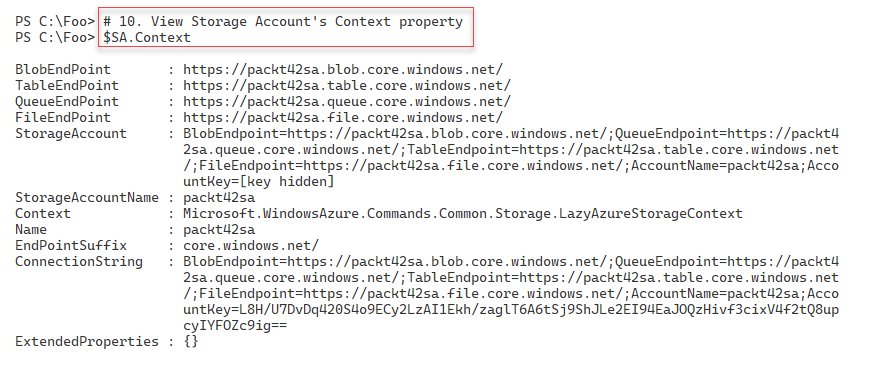 PS C:\Foo> # 10. View Storage Account's Context property
PS C:\Foo> $SA.Context
BlobEndPoint : https://packt42sa.blob.core.windows.net/
TableEndPoint : https://packt42sa.table.core.windows.net/
QueueEndPoint : https://packt42sa.queue.core.windows.net/
FileEndPoint : https://packt42sa.file.core.windows.net/
StorageAccount : BlobEndpoint=https://packt42sa.blob.core.windows.net/;QueueEndpoint=https://packt4
2sa.queue.core.windows.net/;TableEndpoint=https://packt42sa.table.core.windows.net
/;FileEndpoint=https://packt42sa.file.core.windows.net/;AccountName=packt42sa;Acco
untKey=[key hidden]
StorageAccountName : packt42sa
Context : Microsoft.WindowsAzure.Commands.Common.Storage.LazyAzureStorageContext
Name : packt42sa
EndPointSuffix : core.windows.net/
ConnectionString : BlobEndpoint=https://packt42sa.blob.core.windows.net/;QueueEndpoint=https://packt4
2sa.queue.core.windows.net/;TableEndpoint=https://packt42sa.table.core.windows.net
/;FileEndpoint=https://packt42sa.file.core.windows.net/;AccountName=packt42sa;Acco
untKey=L8H/U7DvDq420S4o9ECy2LzAI1Ekh/zaglT6A6tSj9ShJLe2EI94EaJOQzHivf3cixV4f2tQ8up
cyIYFOZc9ig==
ExtendedProperties : {}